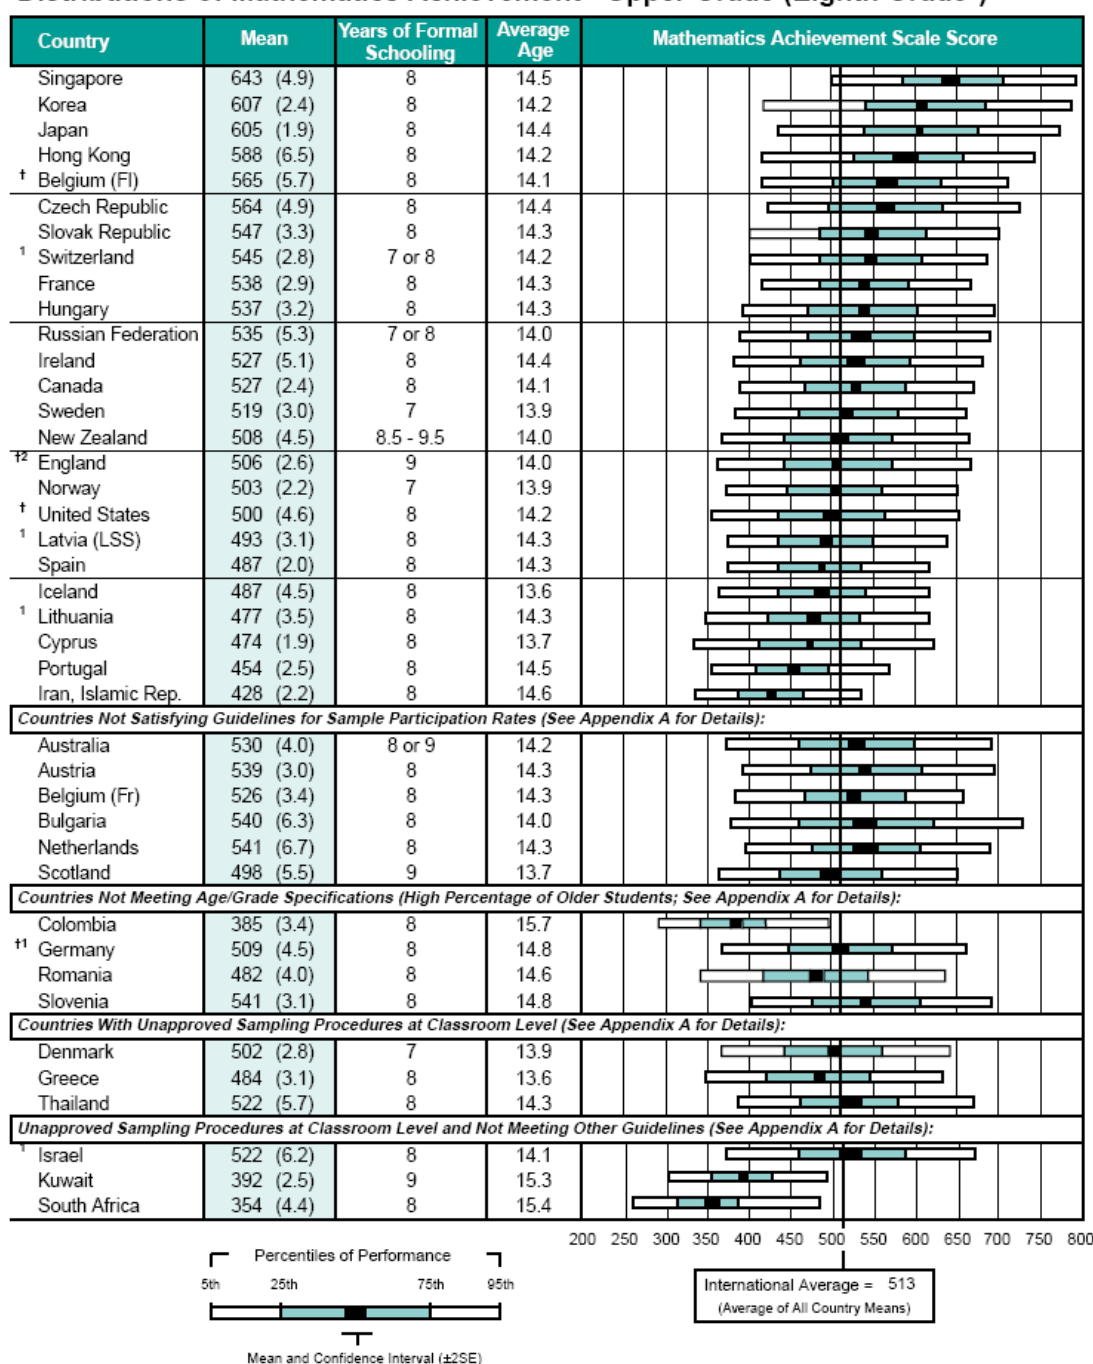 Distributions of Mathematics Achievement - Upper Grade (Eighth Grade*)
Country Mean Years of Formal Schooling Average Age Mathematics Achievement Scale Score
Singapore 643 (4.9) 8 14.5
Korea 607 (2.4) 8 14.2
Japan 605 (1.9) 8 14.4
Hong Kong 588 (6.5) 8 14.2
† Belgium (Fl) 565 (5.7) 8 14.1
Czech Republic 564 (4.9) 8 14.4
Slovak Republic 547 (3.3) 8 14.3
1 Switzerland 545 (2.8) 7 or 8 14.2
France 538 (2.9) 8 14.3
Hungary 537 (3.2) 8 14.3
Russian Federation 535 (5.3) 7 or 8 14.0
Ireland 527 (5.1) 8 14.4
Canada 527 (2.4) 8 14.1
Sweden 519 (3.0) 7 13.9
New Zealand 508 (4.5) 8.5 - 9.5 14.0
†2 England 506 (2.6) 9 14.0
Norway 503 (2.2) 7 13.9
† United States 500 (4.6) 8 14.2
1 Latvia (LSS) 493 (3.1) 8 14.3
Spain 487 (2.0) 8 14.3
Iceland 487 (4.5) 8 13.6
1 Lithuania 477 (3.5) 8 14.3
Cyprus 474 (1.9) 8 13.7
Portugal 454 (2.5) 8 14.5
Iran, Islamic Rep. 428 (2.2) 8 14.6
Countries Not Satisfying Guidelines for Sample Participation Rates (See Appendix A for Details):
Australia 530 (4.0) 8 or 9 14.2
Austria 539 (3.0) 8 14.3
Belgium (Fr) 526 (3.4) 8 14.3
Bulgaria 540 (6.3) 8 14.0
Netherlands 541 (6.7) 8 14.3
Scotland 498 (5.5) 9 13.7
Countries Not Meeting Age/Grade Specifications (High Percentage of Older Students; See Appendix A for Details):
Colombia 385 (3.4) 8 15.7
†1 Germany 509 (4.5) 8 14.8
Romania 482 (4.0) 8 14.6
Slovenia 541 (3.1) 8 14.8
Countries With Unapproved Sampling Procedures at Classroom Level (See Appendix A for Details):
Denmark 502 (2.8) 7 13.9
Greece 484 (3.1) 8 13.6
Thailand 522 (5.7) 8 14.3
Unapproved Sampling Procedures at Classroom Level and Not Meeting Other Guidelines (See Appendix A for Details):
1 Israel 522 (6.2) 8 14.1
Kuwait 392 (2.5) 9 15.3
South Africa 354 (4.4) 8 15.4
200 250 300 350 400 450 500 550 600 650 700 750 800
Percentiles of Performance
5th 25th 75th 95th
Mean and Confidence Interval (±2SE)
International Average = 513
(Average of All Country Means)